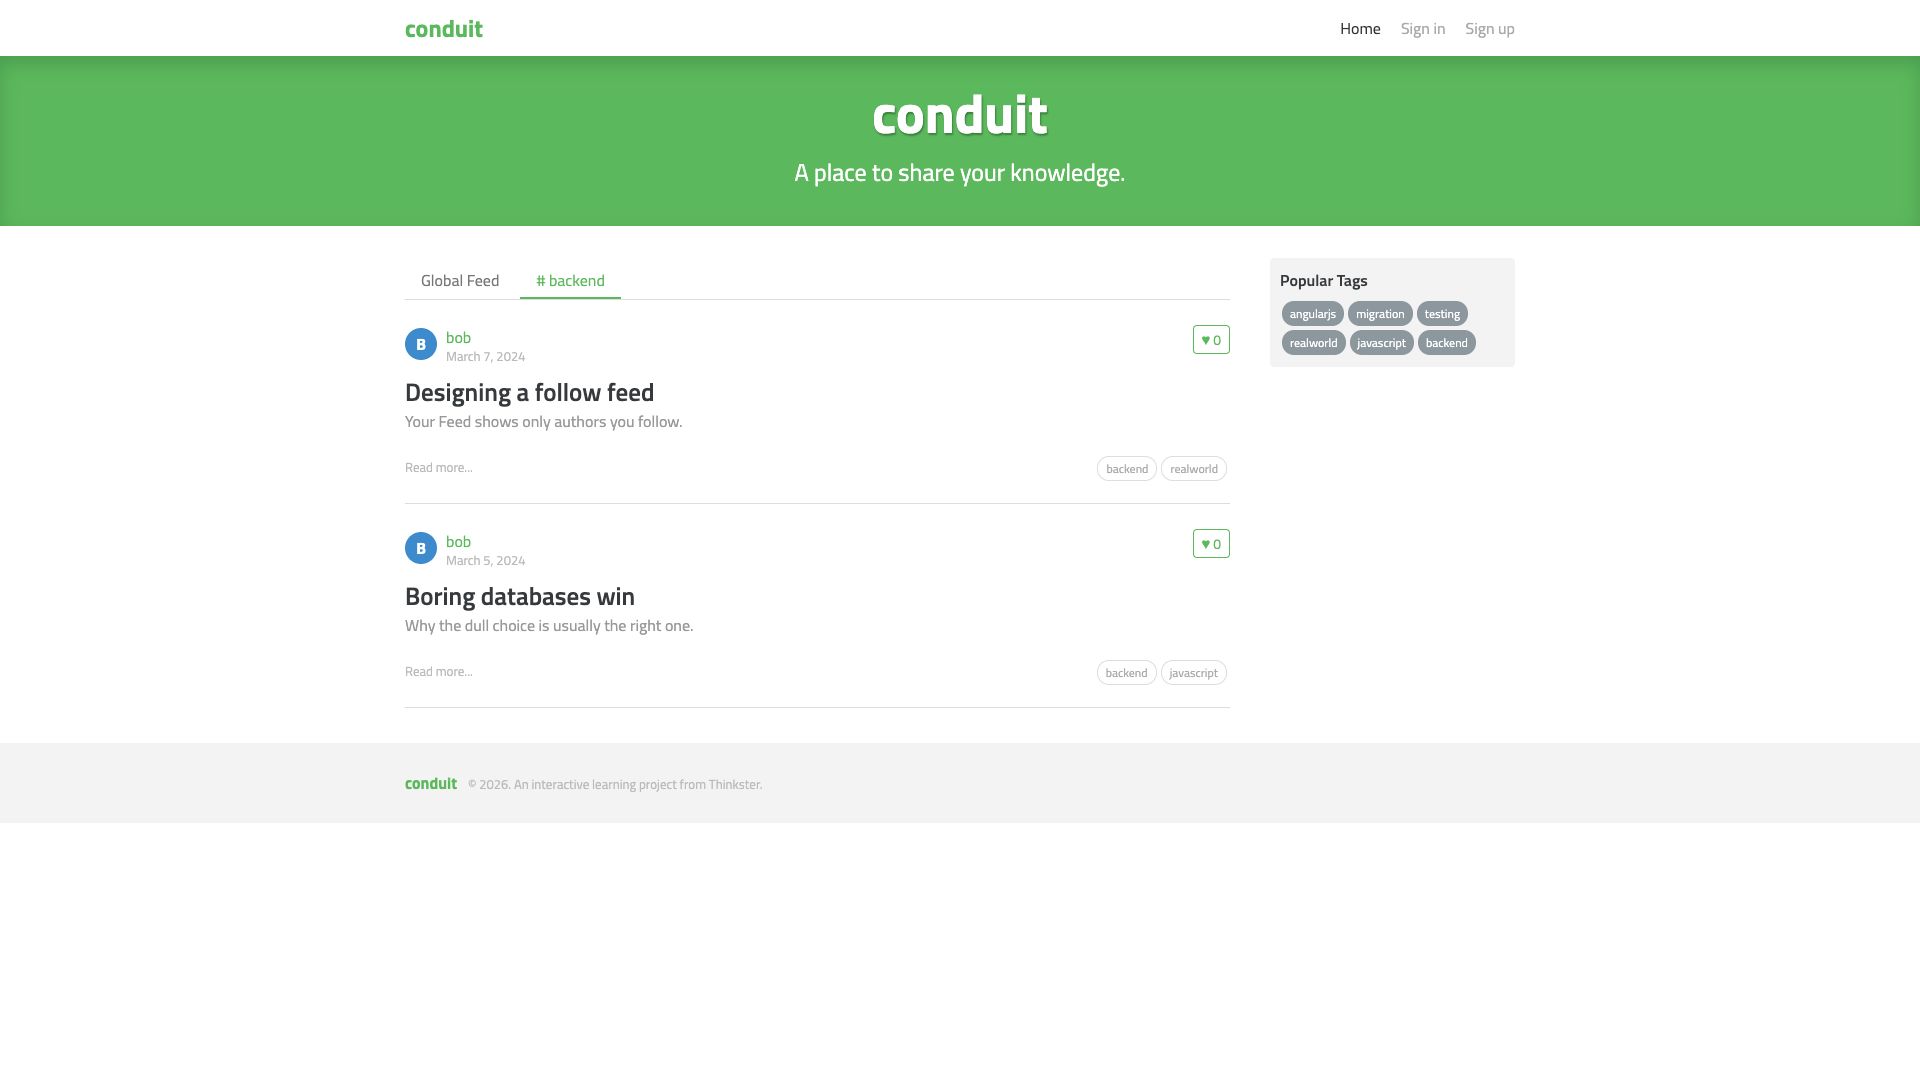 conduit
Home Sign in Sign up
conduit
A place to share your knowledge.
Global Feed # backend
Popular Tags
angularjs migration testing
realworld javascript backend
B bob
March 7, 2024
♥ 0
Designing a follow feed
Your Feed shows only authors you follow.
Read more...
backend realworld
B bob
March 5, 2024
♥ 0
Boring databases win
Why the dull choice is usually the right one.
Read more...
backend javascript
conduit © 2026. An interactive learning project from Thinkster.